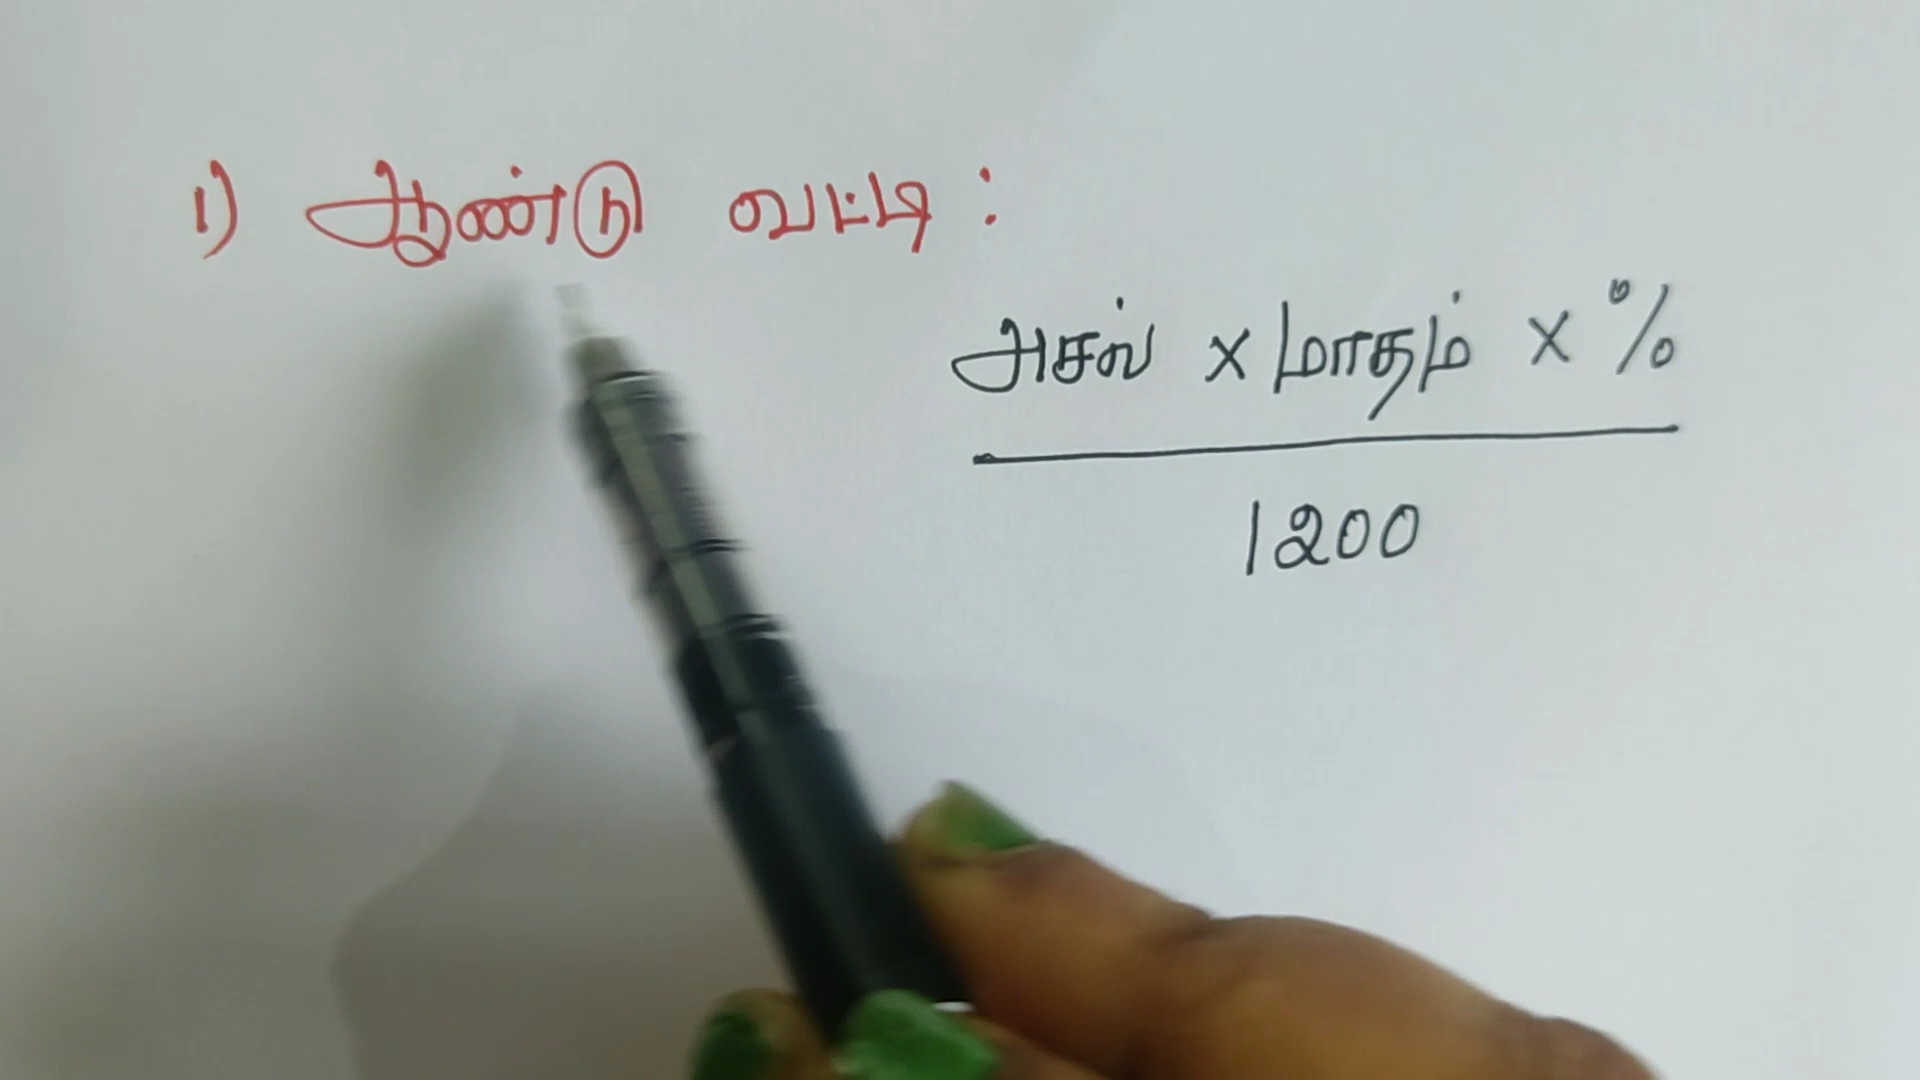 1) ஆண்டு வட்டி :
அசல் x மாதம் x %
1200